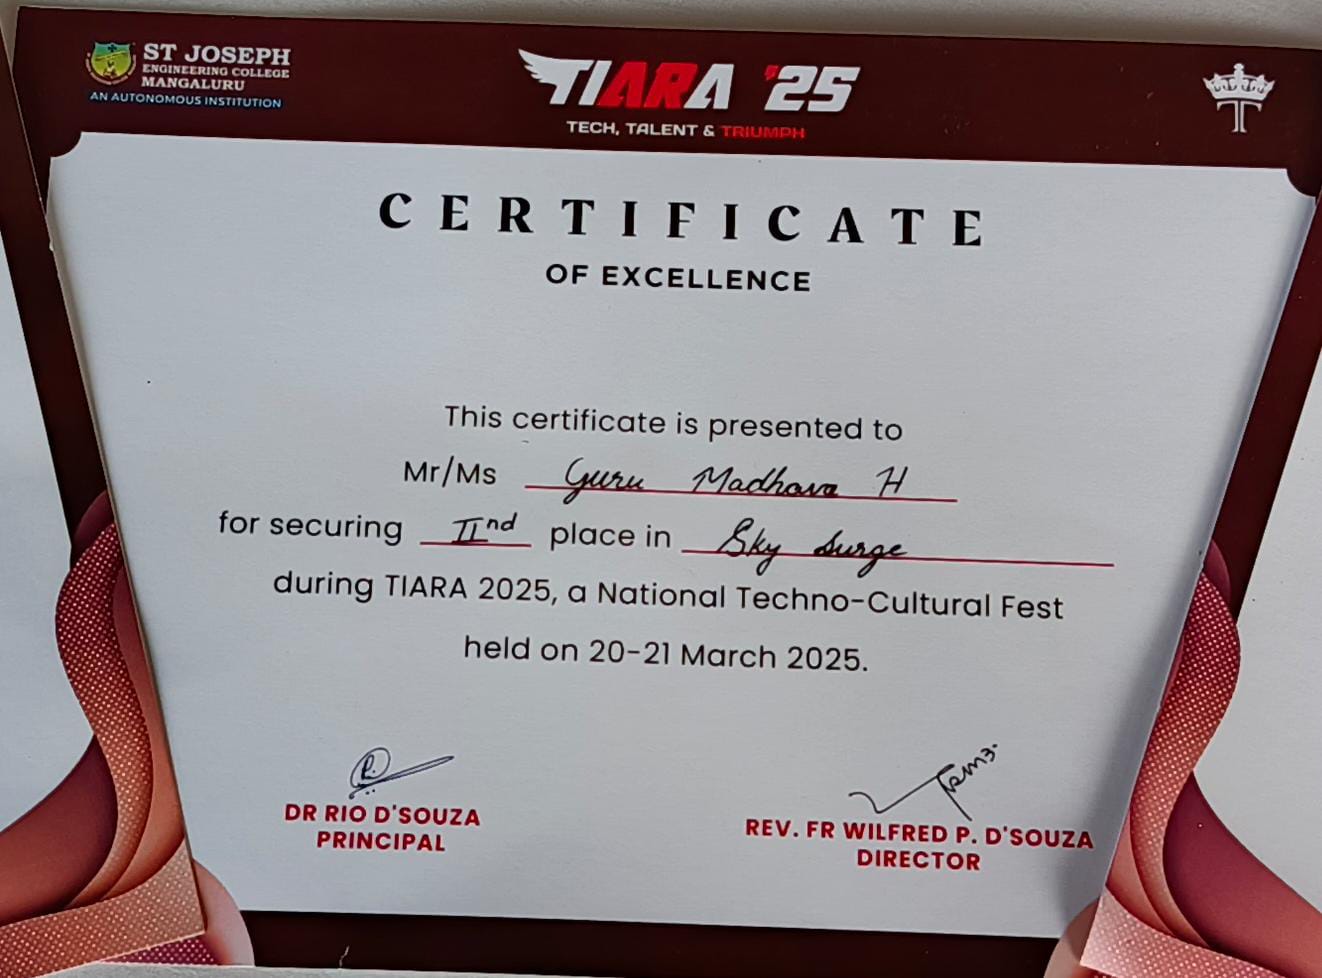 ST JOSEPH
ENGINEERING COLLEGE
MANGALURU
AN AUTONOMOUS INSTITUTION
TIARA '25
TECH, TALENT & TRIUMPH
T
CERTIFICATE
OF EXCELLENCE
This certificate is presented to
Mr/Ms Guru Madhava H
for securing IInd place in Sky Surge
during TIARA 2025, a National Techno-Cultural Fest
held on 20-21 March 2025.
DR RIO D'SOUZA
PRINCIPAL
REV. FR WILFRED P. D'SOUZA
DIRECTOR